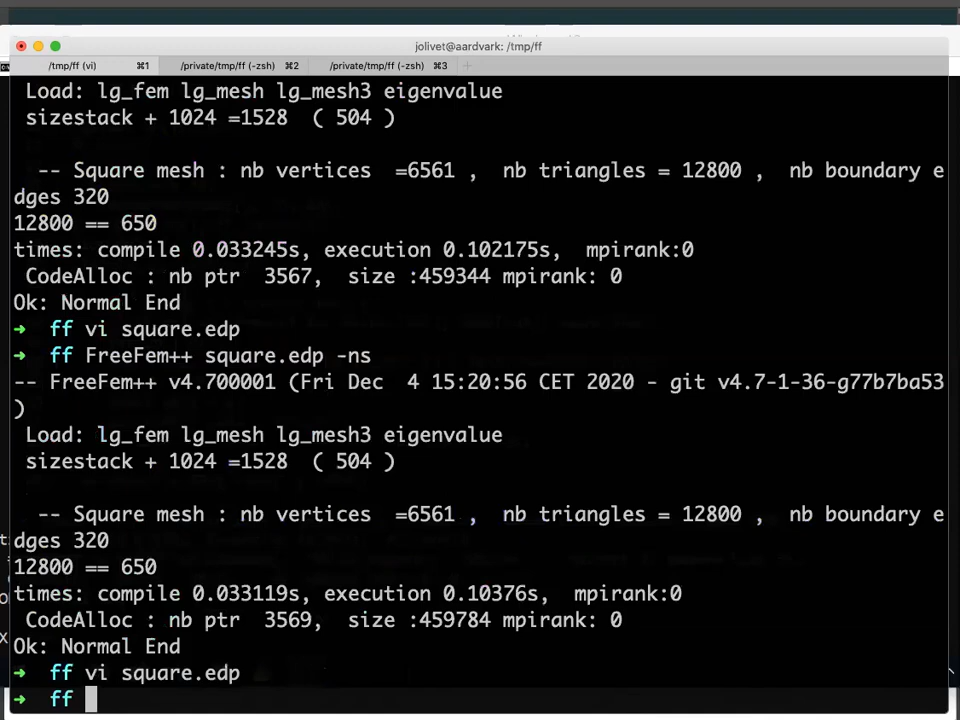 jolivet@aardvark: /tmp/ff
/tmp/ff (vi) ⌘1 /private/tmp/ff (-zsh) ⌘2 /private/tmp/ff (-zsh) ⌘3 +
Load: lg_fem lg_mesh lg_mesh3 eigenvalue
sizestack + 1024 =1528 ( 504 )
-- Square mesh : nb vertices =6561 , nb triangles = 12800 , nb boundary e
dges 320
12800 == 650
times: compile 0.033245s, execution 0.102175s, mpirank:0
CodeAlloc : nb ptr 3567, size :459344 mpirank: 0
Ok: Normal End
➜ ff vi square.edp
➜ ff FreeFem++ square.edp -ns
-- FreeFem++ v4.700001 (Fri Dec 4 15:20:56 CET 2020 - git v4.7-1-36-g77b7ba53
)
Load: lg_fem lg_mesh lg_mesh3 eigenvalue
sizestack + 1024 =1528 ( 504 )
-- Square mesh : nb vertices =6561 , nb triangles = 12800 , nb boundary e
dges 320
12800 == 650
times: compile 0.033119s, execution 0.10376s, mpirank:0
CodeAlloc : nb ptr 3569, size :459784 mpirank: 0
Ok: Normal End
➜ ff vi square.edp
➜ ff